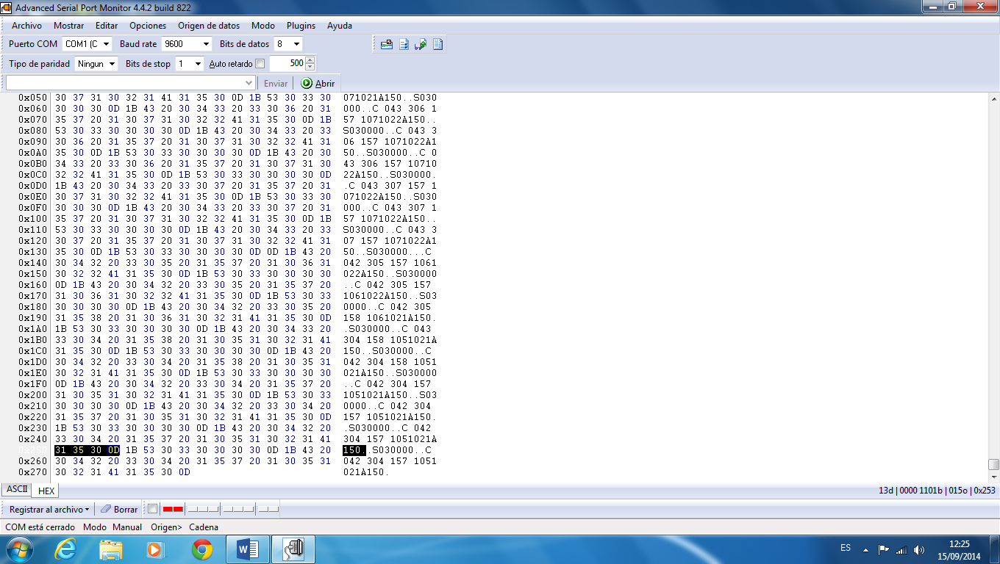 Advanced Serial Port Monitor 4.4.2 build 822
Archivo Mostrar Editar Opciones Origen de datos Modo Plugins Ayuda
Puerto COM COM1 (C Baud rate 9600 Bits de datos 8
Tipo de paridad Ningun Bits de stop 1 Auto retardo 500
Enviar Abrir
0x050 30 37 31 30 32 31 41 31 35 30 0D 1B 53 30 33 30 071021A150..S030
0x060 30 30 30 0D 1B 43 20 30 34 33 20 33 30 36 20 31 000..C 043 306 1
0x070 35 37 20 31 30 37 31 30 32 32 41 31 35 30 0D 1B 57 1071022A150..
0x080 53 30 33 30 30 30 30 0D 1B 43 20 30 34 33 20 33 S030000..C 043 3
0x090 30 36 20 31 35 37 20 31 30 37 31 30 32 32 41 31 06 157 1071022A1
0x0A0 35 30 0D 1B 53 30 33 30 30 30 30 0D 1B 43 20 30 50..S030000..C 0
0x0B0 34 33 20 33 30 36 20 31 35 37 20 31 30 37 31 30 43 306 157 10710
0x0C0 32 32 41 31 35 30 0D 1B 53 30 33 30 30 30 30 0D 22A150..S030000.
0x0D0 1B 43 20 30 34 33 20 33 30 37 20 31 35 37 20 31 .C 043 307 157 1
0x0E0 30 37 31 30 32 32 41 31 35 30 0D 1B 53 30 33 30 071022A150..S030
0x0F0 30 30 30 0D 1B 43 20 30 34 33 20 33 30 37 20 31 000..C 043 307 1
0x100 35 37 20 31 30 37 31 30 32 32 41 31 35 30 0D 1B 57 1071022A150..
0x110 53 30 33 30 30 30 30 0D 1B 43 20 30 34 33 20 33 S030000..C 043 3
0x120 30 37 20 31 35 37 20 31 30 37 31 30 32 32 41 31 07 157 1071022A1
0x130 35 30 0D 1B 53 30 33 30 30 30 30 0D 0D 1B 43 20 50..S030000...C
0x140 30 34 32 20 33 30 35 20 31 35 37 20 31 30 36 31 042 305 157 1061
0x150 30 32 32 41 31 35 30 0D 1B 53 30 33 30 30 30 30 022A150..S030000
0x160 0D 1B 43 20 30 34 32 20 33 30 35 20 31 35 37 20 ..C 042 305 157
0x170 31 30 36 31 30 32 32 41 31 35 30 0D 1B 53 30 33 1061022A150..S03
0x180 30 30 30 30 0D 1B 43 20 30 34 32 20 33 30 35 20 0000..C 042 305
0x190 31 35 38 20 31 30 36 31 30 32 31 41 31 35 30 0D 158 1061021A150.
0x1A0 1B 53 30 33 30 30 30 30 0D 1B 43 20 30 34 33 20 .S030000..C 043
0x1B0 33 30 34 20 31 35 38 20 31 30 35 31 30 32 31 41 304 158 1051021A
0x1C0 31 35 30 0D 1B 53 30 33 30 30 30 30 0D 1B 43 20 150..S030000..C
0x1D0 30 34 32 20 33 30 34 20 31 35 38 20 31 30 35 31 042 304 158 1051
0x1E0 30 32 31 41 31 35 30 0D 1B 53 30 33 30 30 30 30 021A150..S030000
0x1F0 0D 1B 43 20 30 34 32 20 33 30 34 20 31 35 37 20 ..C 042 304 157
0x200 31 30 35 31 30 32 31 41 31 35 30 0D 1B 53 30 33 1051021A150..S03
0x210 30 30 30 30 0D 1B 43 20 30 34 32 20 33 30 34 20 0000..C 042 304
0x220 31 35 37 20 31 30 35 31 30 32 31 41 31 35 30 0D 157 1051021A150.
0x230 1B 53 30 33 30 30 30 30 0D 1B 43 20 30 34 32 20 .S030000..C 042
0x240 33 30 34 20 31 35 37 20 31 30 35 31 30 32 31 41 304 157 1051021A
0x250 31 35 30 0D 1B 53 30 33 30 30 30 30 0D 1B 43 20 150..S030000..C
0x260 30 34 32 20 33 30 34 20 31 35 37 20 31 30 35 31 042 304 157 1051
0x270 30 32 31 41 31 35 30 0D 021A150.
ASCII HEX 13d | 0000 1101b | 015o | 0x253
Registrar al archivo Borrar
COM está cerrado Modo Manual Origen> Cadena
ES 12:25
15/09/2014